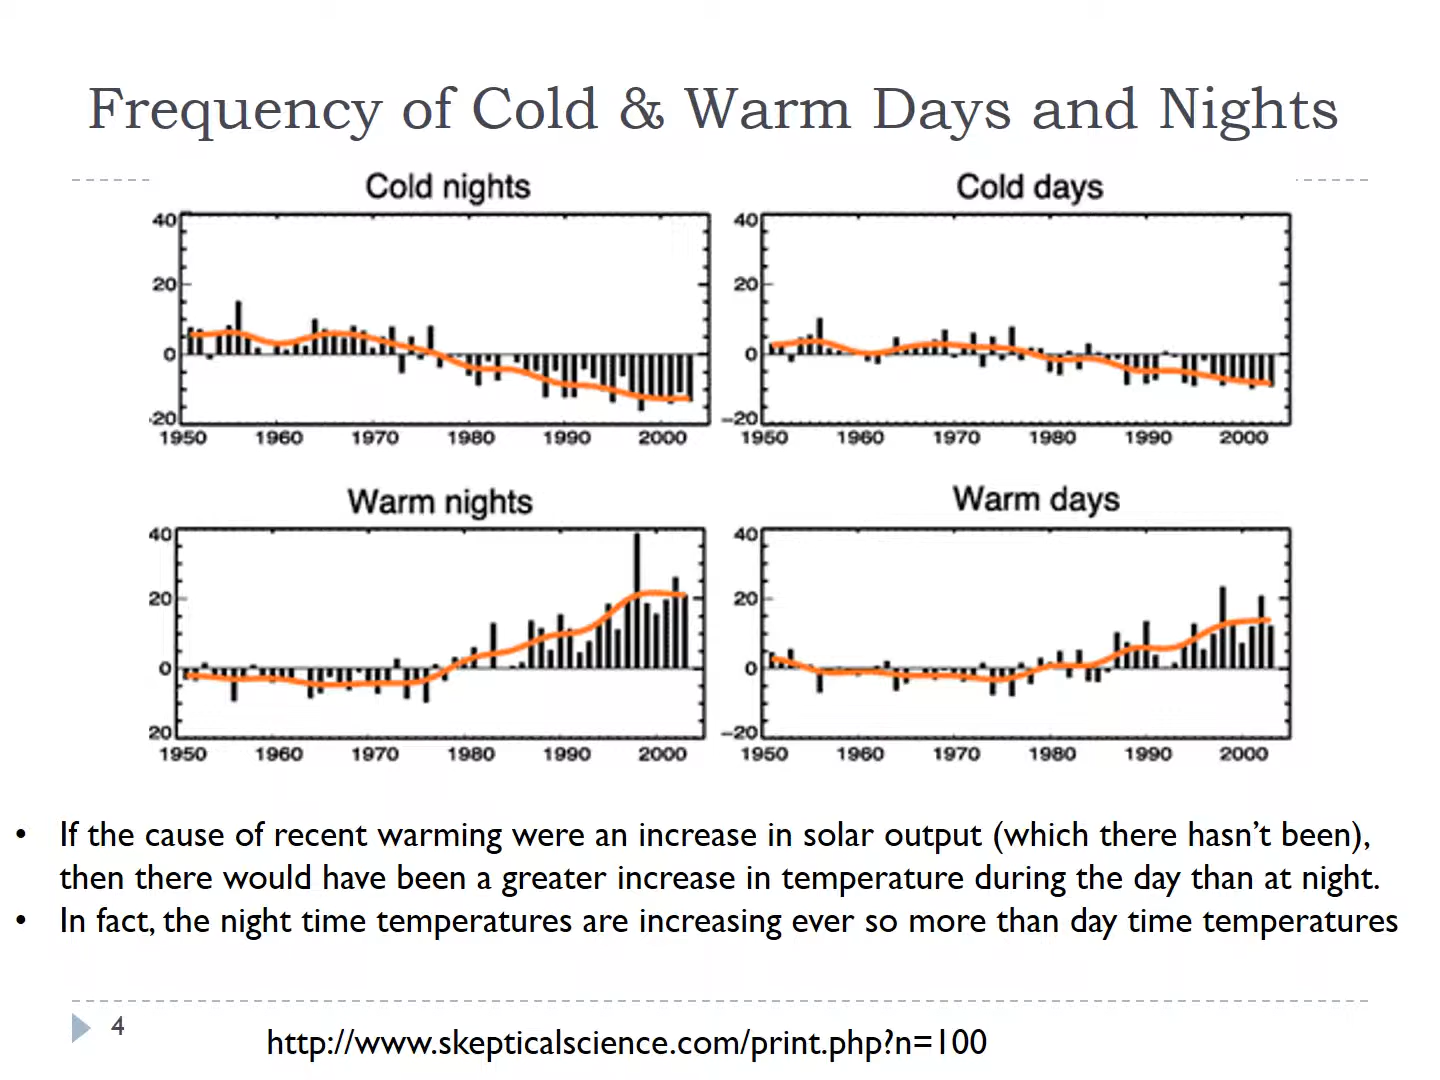 Frequency of Cold & Warm Days and Nights
Cold nights
40
20
0
-20
1950 1960 1970 1980 1990 2000
Cold days
40
20
0
-20
1950 1960 1970 1980 1990 2000
Warm nights
40
20
0
20
1950 1960 1970 1980 1990 2000
Warm days
40
20
0
-20
1950 1960 1970 1980 1990 2000
• If the cause of recent warming were an increase in solar output (which there hasn’t been),
then there would have been a greater increase in temperature during the day than at night.
• In fact, the night time temperatures are increasing ever so more than day time temperatures
4
http://www.skepticalscience.com/print.php?n=100